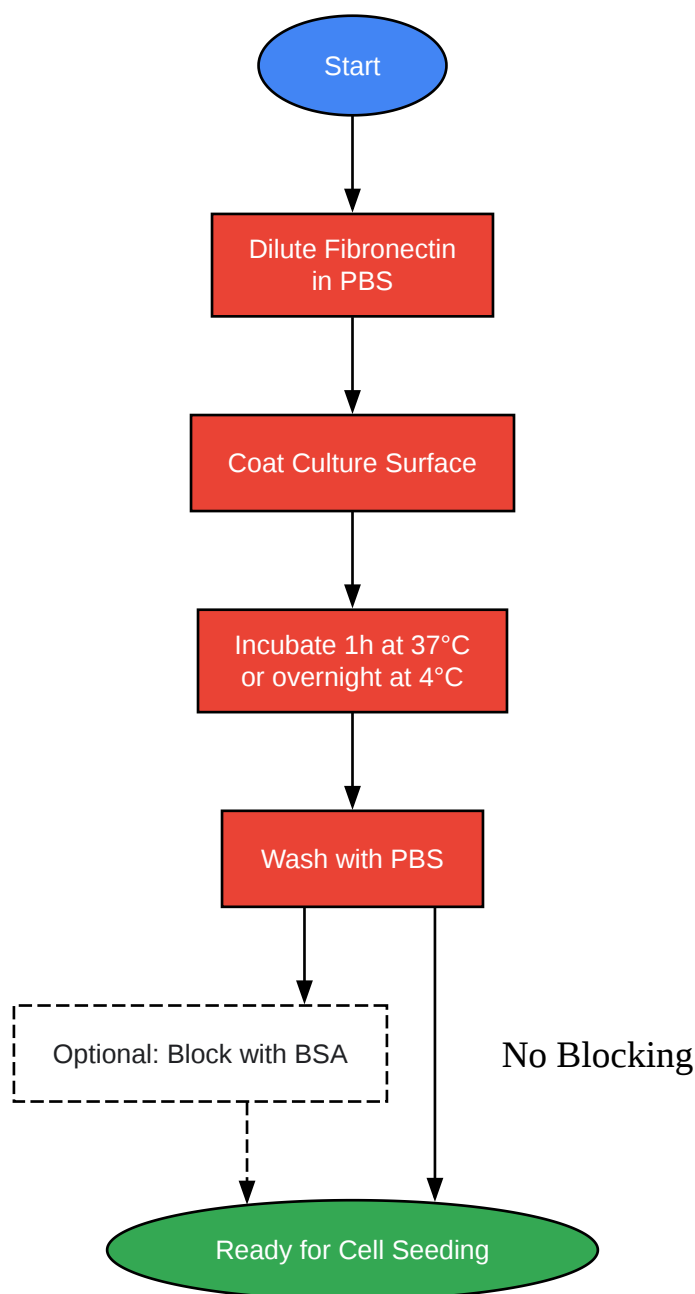 Start
Dilute Fibronectin
in PBS
Coat Culture Surface
Incubate 1h at 37°C
or overnight at 4°C
Wash with PBS
Optional: Block with BSA
No Blocking
Ready for Cell Seeding